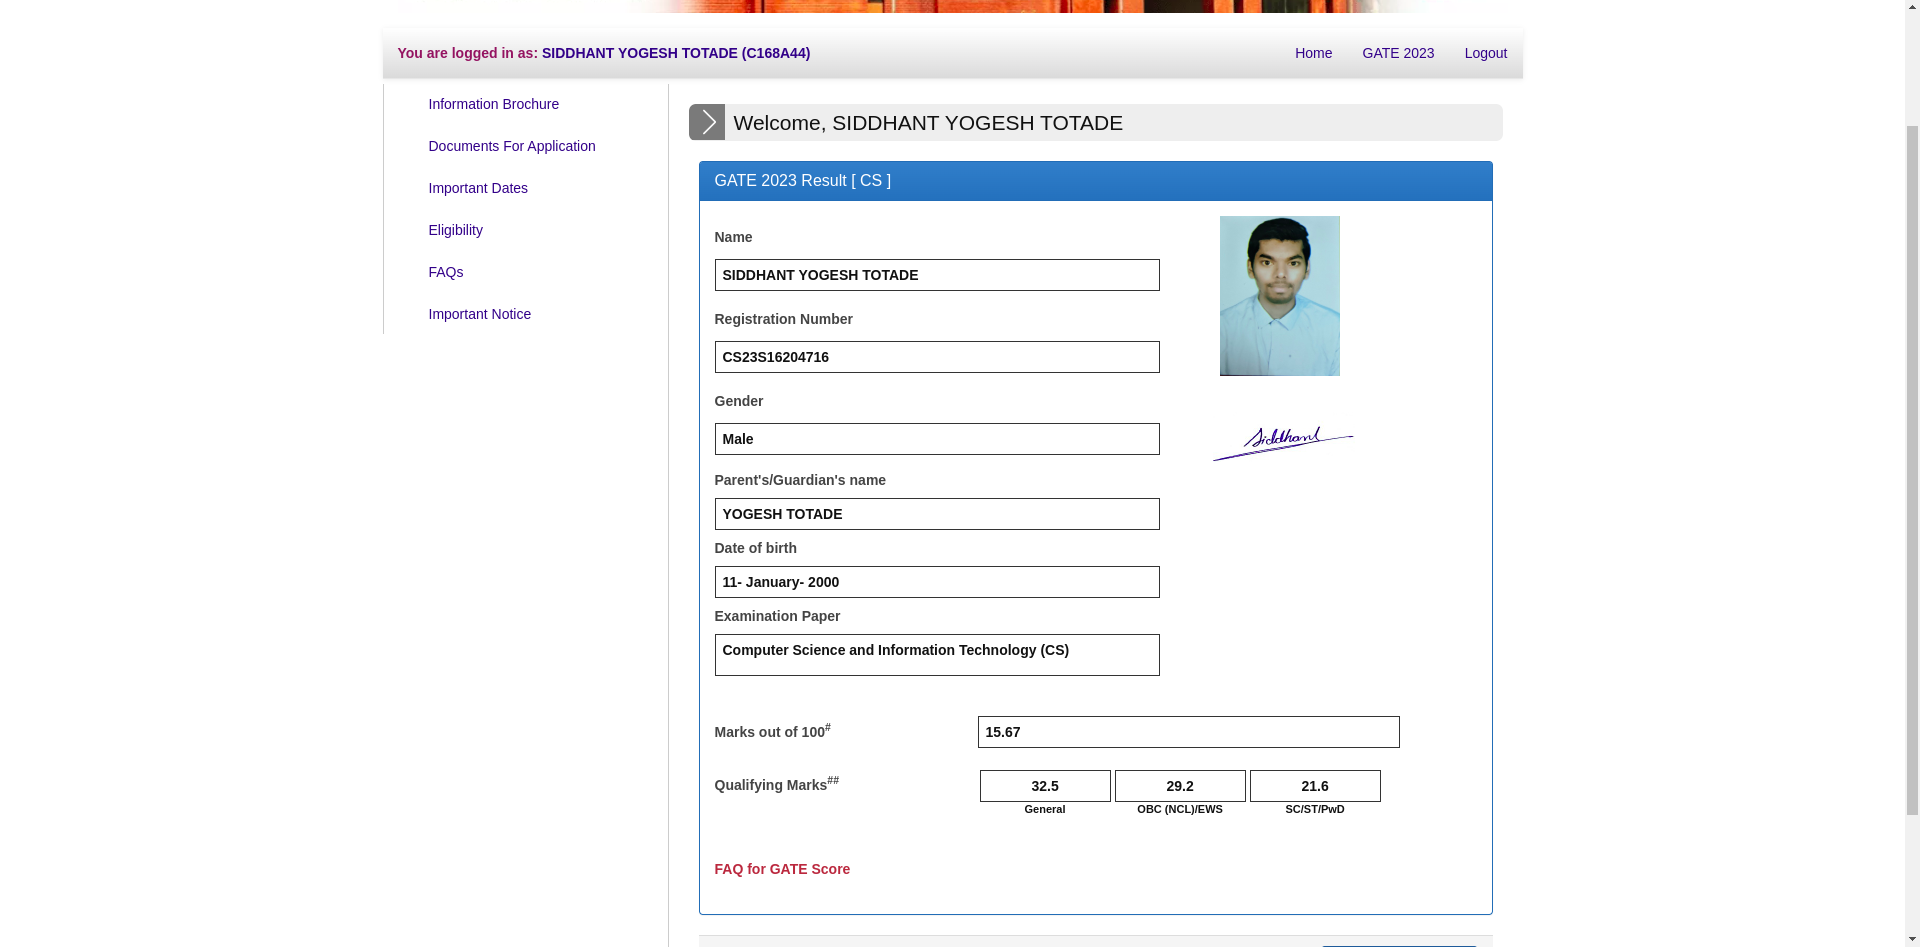 You are logged in as: SIDDHANT YOGESH TOTADE (C168A44)
Home GATE 2023 Logout
Information Brochure
Documents For Application
Important Dates
Eligibility
FAQs
Important Notice
Welcome, SIDDHANT YOGESH TOTADE
GATE 2023 Result [ CS ]
Name
SIDDHANT YOGESH TOTADE
Registration Number
CS23S16204716
Gender
Male
Siddhant
Parent's/Guardian's name
YOGESH TOTADE
Date of birth
11- January- 2000
Examination Paper
Computer Science and Information Technology (CS)
Marks out of 100#
15.67
Qualifying Marks##
32.5 29.2 21.6
General OBC (NCL)/EWS SC/ST/PwD
FAQ for GATE Score